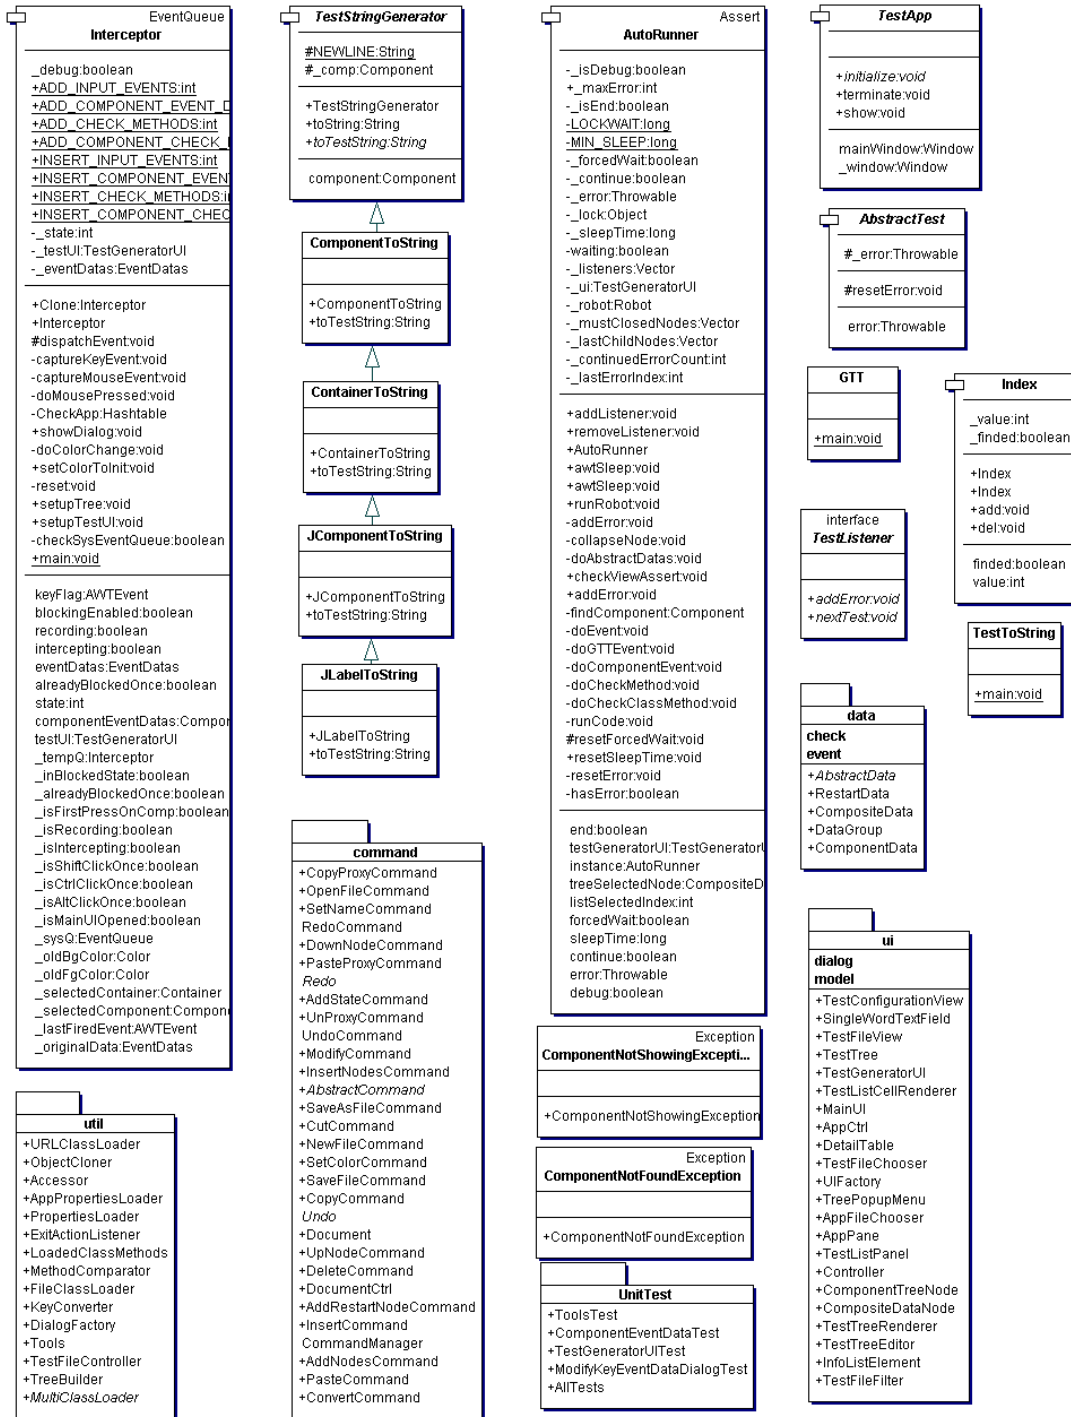 EventQueue
Interceptor
_debug:boolean
+ADD_INPUT_EVENTS:int
+ADD_COMPONENT_EVENT_D
+ADD_CHECK_METHODS:int
+ADD_COMPONENT_CHECK_
+INSERT_INPUT_EVENTS:int
+INSERT_COMPONENT_EVEN
+INSERT_CHECK_METHODS:i
+INSERT_COMPONENT_CHEC
-_state:int
-_testUI:TestGeneratorUI
-_eventDatas:EventDatas
+Clone:Interceptor
+Interceptor
#dispatchEvent:void
-captureKeyEvent:void
-captureMouseEvent:void
-doMousePressed:void
-CheckApp:Hashtable
+showDialog:void
-doColorChange:void
+setColorToInit:void
-reset:void
+setupTree:void
+setupTestUI:void
-checkSysEventQueue:boolean
+main:void
keyFlag:AWTEvent
blockingEnabled:boolean
recording:boolean
intercepting:boolean
eventDatas:EventDatas
alreadyBlockedOnce:boolean
state:int
componentEventDatas:Compor
testUI:TestGeneratorUI
_tempQ:Interceptor
_inBlockedState:boolean
_alreadyBlockedOnce:boolean
_isFirstPressOnComp:boolean
_isRecording:boolean
_isIntercepting:boolean
_isShiftClickOnce:boolean
_isCtrlClickOnce:boolean
_isAltClickOnce:boolean
_isMainUIOpened:boolean
_sysQ:EventQueue
_oldBgColor:Color
_oldFgColor:Color
_selectedContainer:Container
_selectedComponent:Compone
_lastFiredEvent:AWTEvent
_originalData:EventDatas
util
+URLClassLoader
+ObjectCloner
+Accessor
+AppPropertiesLoader
+PropertiesLoader
+ExitActionListener
+LoadedClassMethods
+MethodComparator
+FileClassLoader
+KeyConverter
+DialogFactory
+Tools
+TestFileController
+TreeBuilder
+MultiClassLoader
TestStringGenerator
#NEWLINE:String
#_comp:Component
+TestStringGenerator
+toString:String
+toTestString:String
component:Component
ComponentToString
+ComponentToString
+toTestString:String
ContainerToString
+ContainerToString
+toTestString:String
JComponentToString
+JComponentToString
+toTestString:String
JLabelToString
+JLabelToString
+toTestString:String
command
+CopyProxyCommand
+OpenFileCommand
+SetNameCommand
RedoCommand
+DownNodeCommand
+PasteProxyCommand
Redo
+AddStateCommand
+UnProxyCommand
UndoCommand
+ModifyCommand
+InsertNodesCommand
+AbstractCommand
+SaveAsFileCommand
+CutCommand
+NewFileCommand
+SetColorCommand
+SaveFileCommand
+CopyCommand
Undo
+Document
+UpNodeCommand
+DeleteCommand
+DocumentCtrl
+AddRestartNodeCommand
+InsertCommand
CommandManager
+AddNodesCommand
+PasteCommand
+ConvertCommand
Assert
AutoRunner
-_isDebug:boolean
+_maxError:int
-_isEnd:boolean
-LOCKWAIT:long
-MIN_SLEEP:long
-_forcedWait:boolean
-_continue:boolean
-_error:Throwable
-_lock:Object
-_sleepTime:long
-waiting:boolean
-_listeners:Vector
-_ui:TestGeneratorUI
-_robot:Robot
-_mustClosedNodes:Vector
-_lastChildNodes:Vector
-_continuedErrorCount:int
-_lastErrorIndex:int
+addListener:void
+removeListener:void
+AutoRunner
+awtSleep:void
+awtSleep:void
+runRobot:void
-addError:void
-collapseNode:void
-doAbstractDatas:void
+checkViewAssert:void
+addError:void
-findComponent:Component
-doEvent:void
-doGTTEvent:void
-doComponentEvent:void
-doCheckMethod:void
-doCheckClassMethod:void
-runCode:void
#resetForcedWait:void
+resetSleepTime:void
-resetError:void
-hasError:boolean
end:boolean
testGeneratorUI:TestGeneratorU
instance:AutoRunner
treeSelectedNode:CompositeD
listSelectedIndex:int
forcedWait:boolean
sleepTime:long
continue:boolean
error:Throwable
debug:boolean
Exception
ComponentNotShowingExcepti...
+ComponentNotShowingException
Exception
ComponentNotFoundException
+ComponentNotFoundException
UnitTest
+ToolsTest
+ComponentEventDataTest
+TestGeneratorUITest
+ModifyKeyEventDataDialogTest
+AllTests
TestApp
+initialize:void
+terminate:void
+show:void
mainWindow:Window
_window:Window
AbstractTest
#_error:Throwable
#resetError:void
error:Throwable
GTT
+main:void
Index
_value:int
_finded:boolean
+Index
+Index
+add:void
+del:void
finded:boolean
value:int
interface
TestListener
+addError:void
+nextTest:void
TestToString
+main:void
data
check
event
+AbstractData
+RestartData
+CompositeData
+DataGroup
+ComponentData
ui
dialog
model
+TestConfigurationView
+SingleWordTextField
+TestFileView
+TestTree
+TestGeneratorUI
+TestListCellRenderer
+MainUI
+AppCtrl
+DetailTable
+TestFileChooser
+UIFactory
+TreePopupMenu
+AppFileChooser
+AppPane
+TestListPanel
+Controller
+ComponentTreeNode
+CompositeDataNode
+TestTreeRenderer
+TestTreeEditor
+InfoListElement
+TestFileFilter